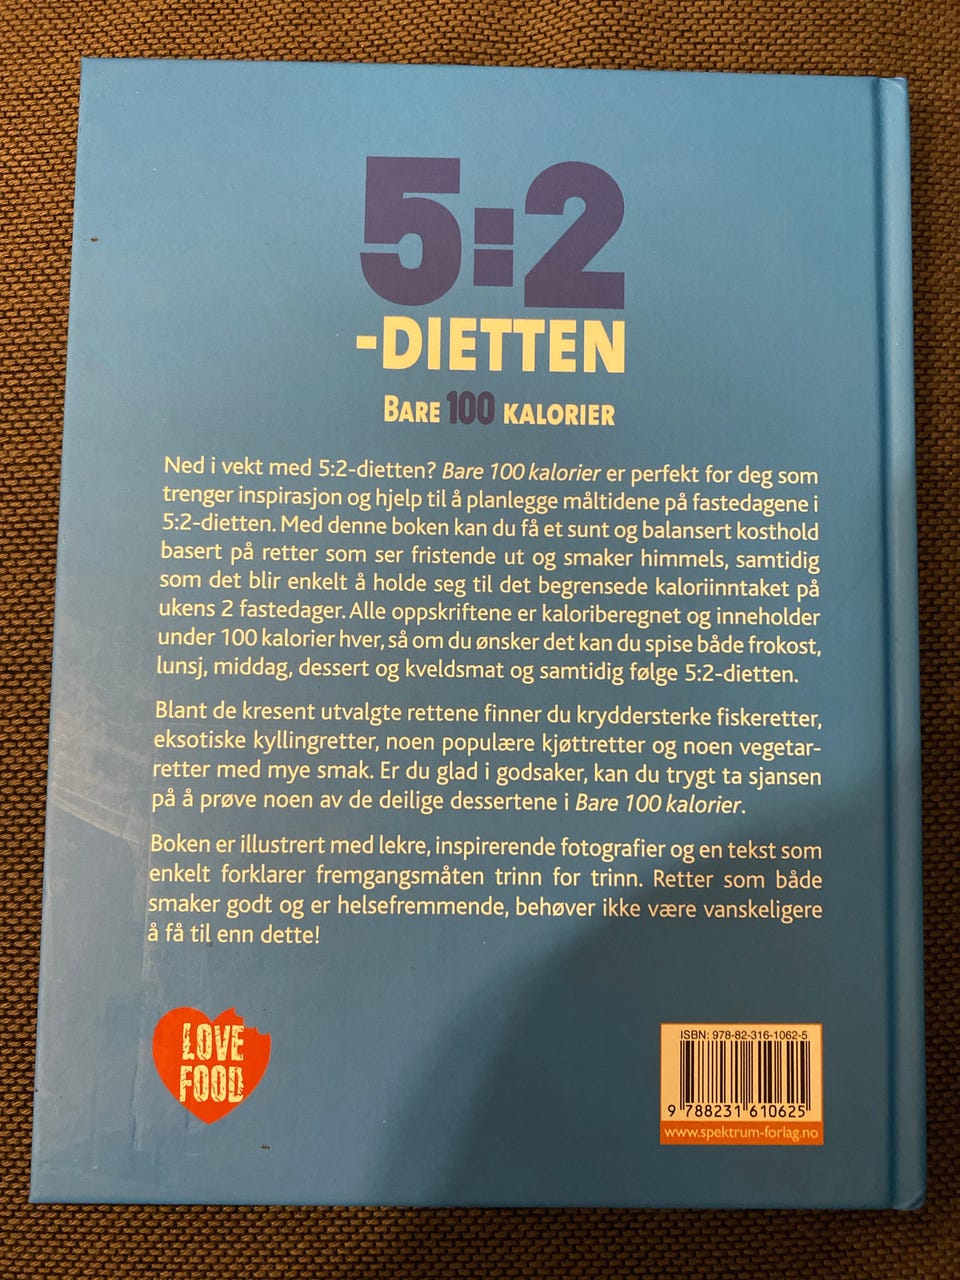 5:2
-DIETTEN
BARE 100 KALORIER
Ned i vekt med 5:2-dietten? Bare 100 kalorier er perfekt for deg som
trenger inspirasjon og hjelp til å planlegge måltidene på fastedagene i
5:2-dietten. Med denne boken kan du få et sunt og balansert kosthold
basert på retter som ser fristende ut og smaker himmels, samtidig
som det blir enkelt å holde seg til det begrensede kaloriinntaket på
ukens 2 fastedager. Alle oppskriftene er kaloriberegnet og inneholder
under 100 kalorier hver, så om du ønsker det kan du spise både frokost,
lunsj, middag, dessert og kveldsmat og samtidig følge 5:2-dietten.
Blant de kresent utvalgte rettene finner du kryddersterke fiskeretter,
eksotiske kyllingretter, noen populære kjøttretter og noen vegetar-
retter med mye smak. Er du glad i godsaker, kan du trygt ta sjansen
på å prøve noen av de deilige dessertene i Bare 100 kalorier.
Boken er illustrert med lekre, inspirerende fotografier og en tekst som
enkelt forklarer fremgangsmåten trinn for trinn. Retter som både
smaker godt og er helsefremmende, behøver ikke være vanskeligere
å få til enn dette!
LOVE
FOOD
ISBN: 978-82-316-1062-5
9 788231 610625
www.spektrum-forlag.no